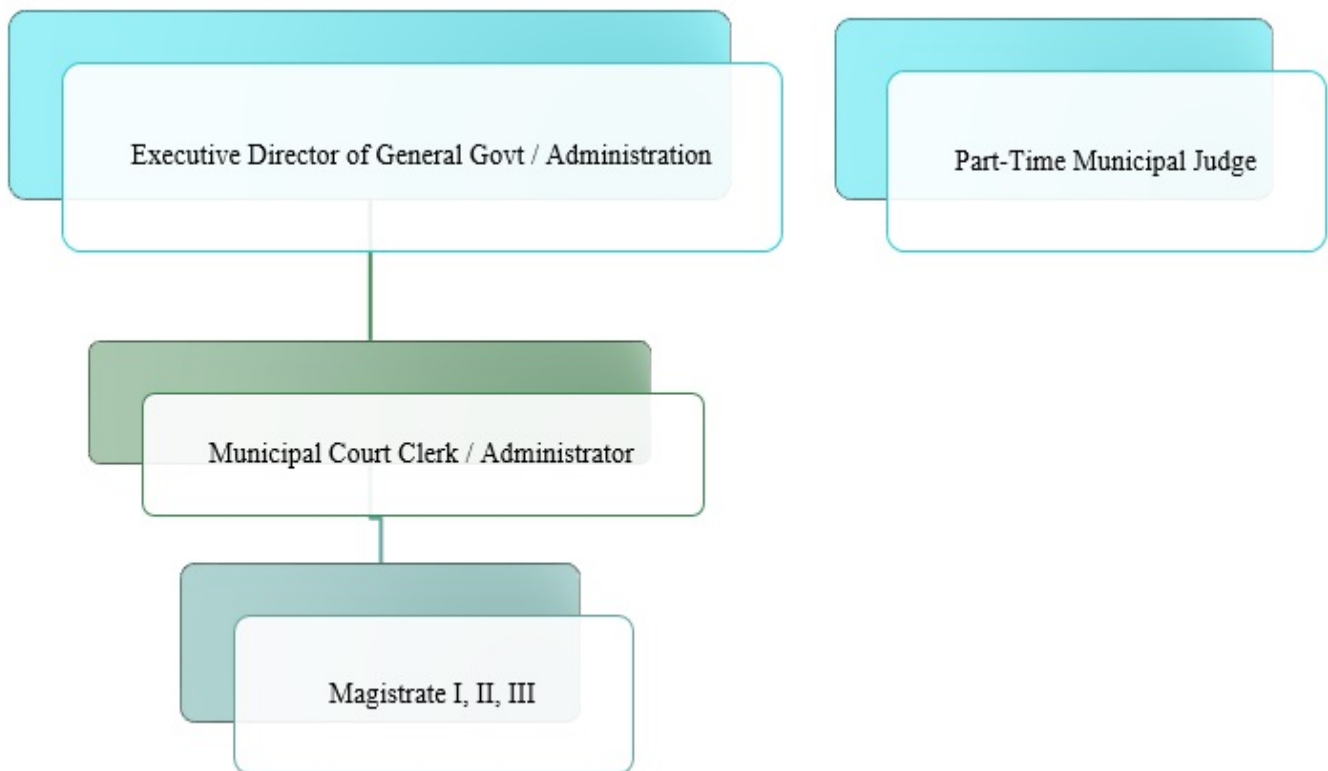 Executive Director of General Govt / Administration
Part-Time Municipal Judge
Municipal Court Clerk / Administrator
Magistrate I, II, III